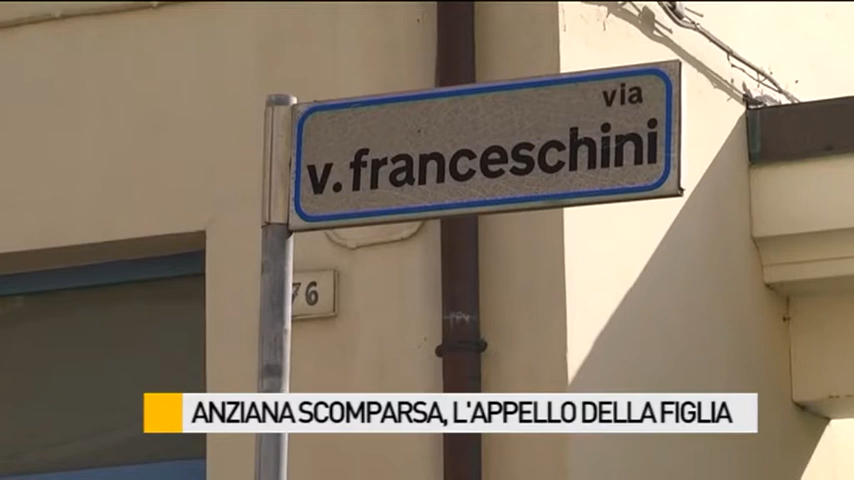 via
v. franceschini
76
ANZIANA SCOMPARSA, L'APPELLO DELLA FIGLIA